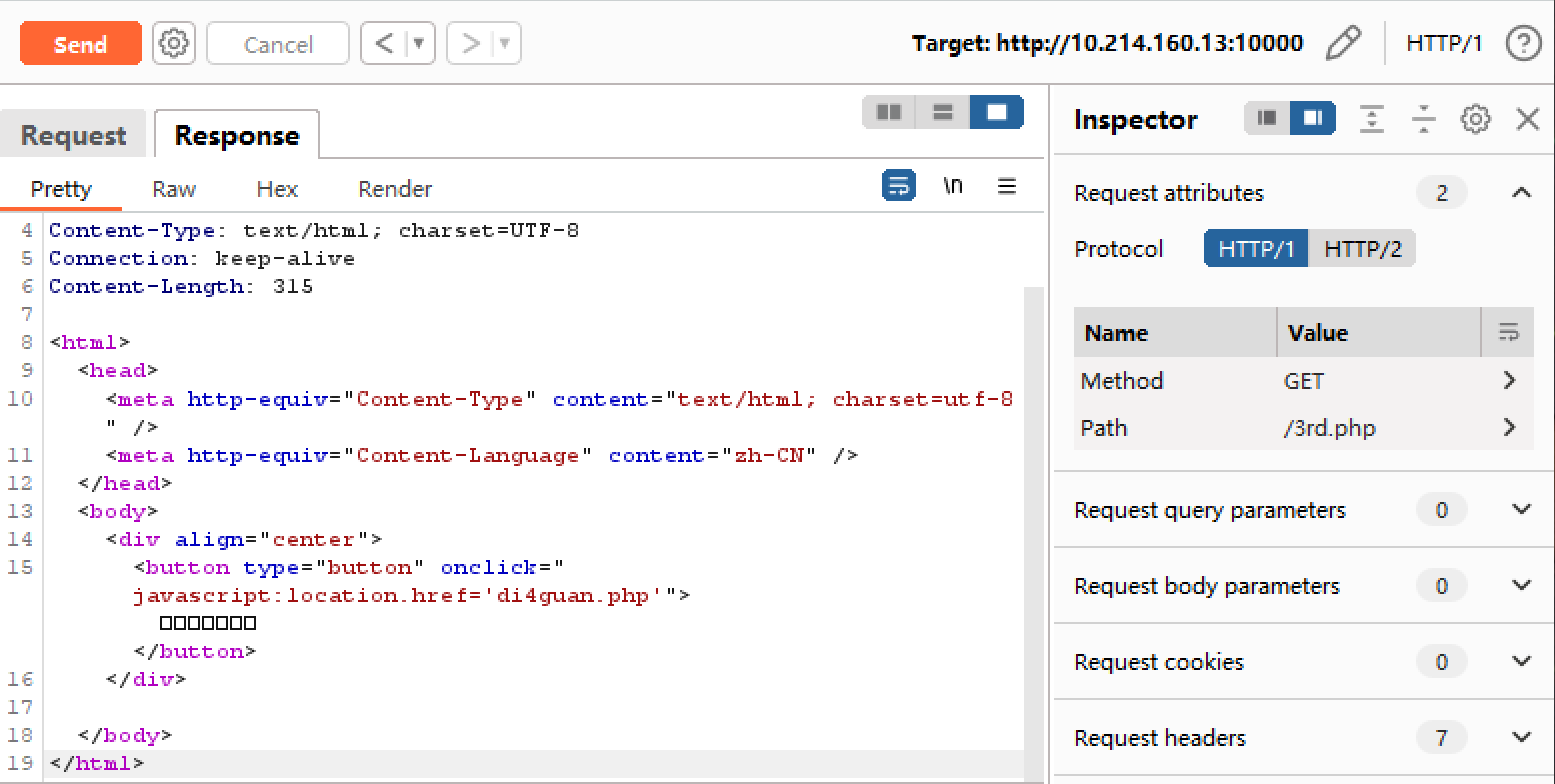 Send
Cancel
Target: http://10.214.160.13:10000
HTTP/1
Request
Response
Pretty
Raw
Hex
Render
\n
4 Content-Type: text/html; charset=UTF-8
5 Connection: keep-alive
6 Content-Length: 315
7
8 <html>
9 <head>
10 <meta http-equiv="Content-Type" content="text/html; charset=utf-8
" />
11 <meta http-equiv="Content-Language" content="zh-CN" />
12 </head>
13 <body>
14 <div align="center">
15 <button type="button" onclick="
javascript:location.href='di4guan.php'">
□□□□□□□
</button>
16 </div>
17
18 </body>
19 </html>
Inspector
Request attributes 2
Protocol HTTP/1 HTTP/2
Name Value
Method GET
Path /3rd.php
Request query parameters 0
Request body parameters 0
Request cookies 0
Request headers 7